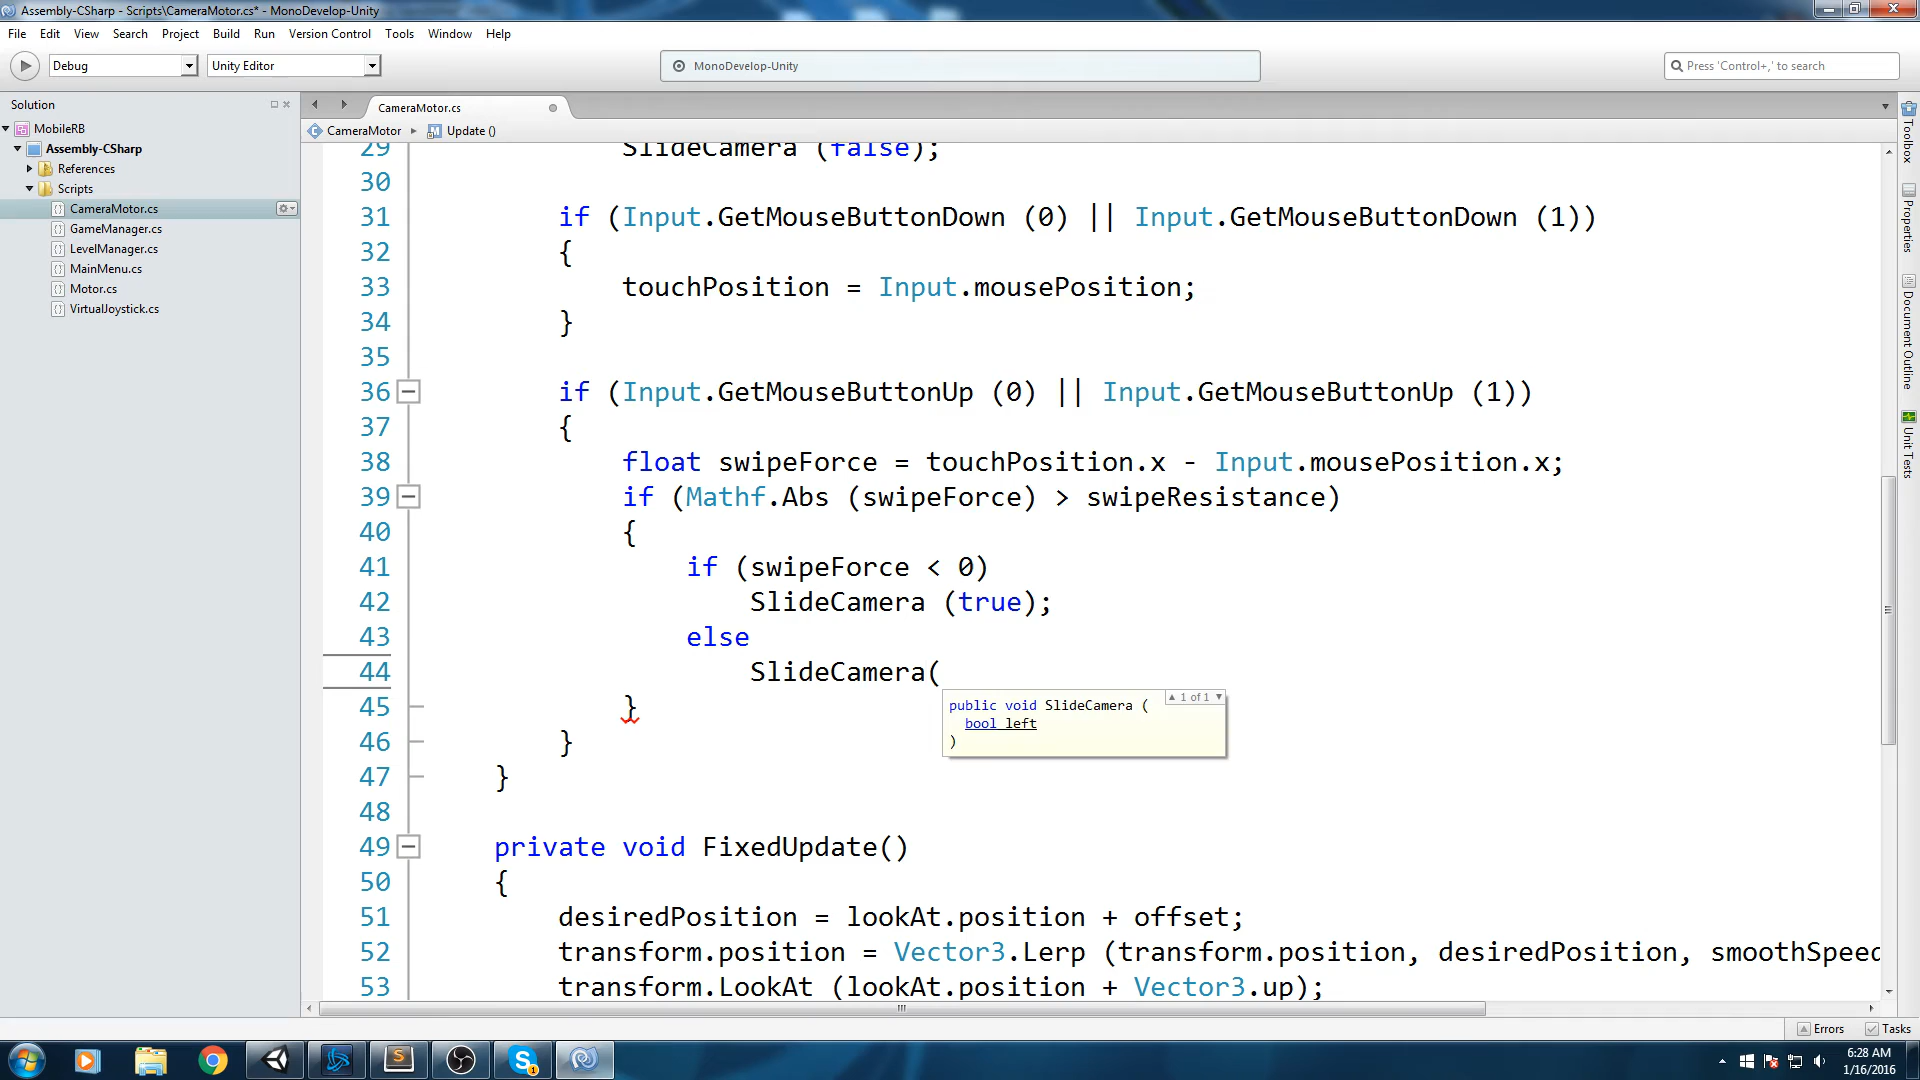 Assembly-CSharp - Scripts\CameraMotor.cs* - MonoDevelop-Unity
File Edit View Search Project Build Run Version Control Tools Window Help
Debug Unity Editor MonoDevelop-Unity Press 'Control+,' to search
Solution
MobileRB
Assembly-CSharp
References
Scripts
CameraMotor.cs
GameManager.cs
LevelManager.cs
MainMenu.cs
Motor.cs
VirtualJoystick.cs
CameraMotor.cs
CameraMotor Update ()
29 SlideCamera (false);
30
31 if (Input.GetMouseButtonDown (0) || Input.GetMouseButtonDown (1))
32 {
33 touchPosition = Input.mousePosition;
34 }
35
36 if (Input.GetMouseButtonUp (0) || Input.GetMouseButtonUp (1))
37 {
38 float swipeForce = touchPosition.x - Input.mousePosition.x;
39 if (Mathf.Abs (swipeForce) > swipeResistance)
40 {
41 if (swipeForce < 0)
42 SlideCamera (true);
43 else
44 SlideCamera(
45 }
46 }
47 }
48
49 private void FixedUpdate()
50 {
51 desiredPosition = lookAt.position + offset;
52 transform.position = Vector3.Lerp (transform.position, desiredPosition, smoothSpeed
53 transform.LookAt (lookAt.position + Vector3.up);
1 of 1
public void SlideCamera (
bool left
)
Toolbox
Properties
Document Outline
Unit Tests
Errors Tasks
6:28 AM
1/16/2016